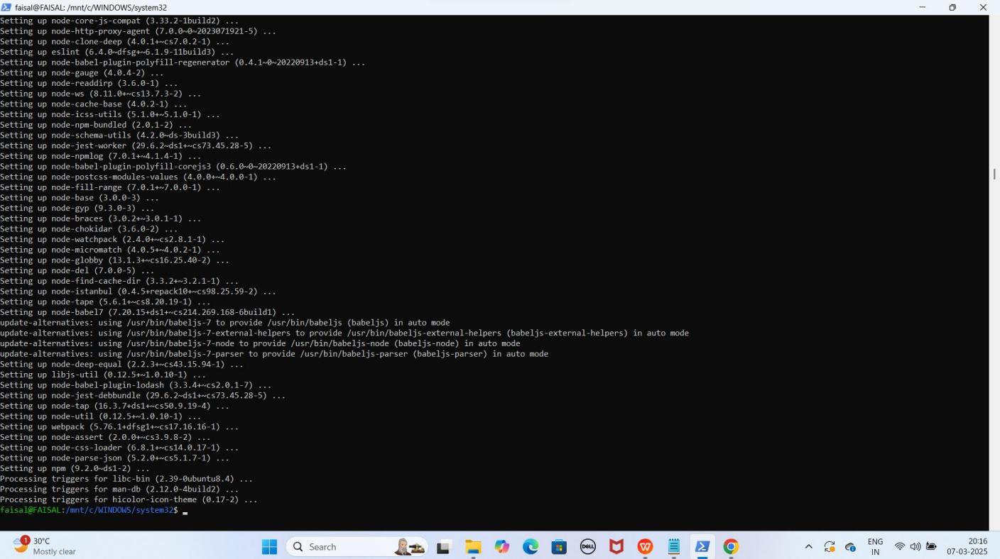 faisal@FAISAL: /mnt/c/WINDOWS/system32
Setting up node-core-js-compat (3.33.2-1build2) ...
Setting up node-http-proxy-agent (7.0.0~0~2023071921-5) ...
Setting up node-clone-deep (4.0.1+~cs7.0.2-1) ...
Setting up eslint (6.4.0~dfsg+~6.1.9-11build3) ...
Setting up node-babel-plugin-polyfill-regenerator (0.4.1~0~20220913+ds1-1) ...
Setting up node-gauge (4.0.4-2) ...
Setting up node-readdirp (3.6.0-1) ...
Setting up node-ws (8.11.0+~cs13.7.3-2) ...
Setting up node-cache-base (4.0.2-1) ...
Setting up node-icss-utils (5.1.0+~5.1.0-1) ...
Setting up node-npm-bundled (2.0.1-2) ...
Setting up node-schema-utils (4.2.0~ds-3build3) ...
Setting up node-jest-worker (29.6.2~ds1+~cs73.45.28-5) ...
Setting up node-npmlog (7.0.1+~4.1.4-1) ...
Setting up node-babel-plugin-polyfill-corejs3 (0.6.0~0~20220913+ds1-1) ...
Setting up node-postcss-modules-values (4.0.0+~4.0.0-1) ...
Setting up node-fill-range (7.0.1+~7.0.0-1) ...
Setting up node-base (3.0.0-3) ...
Setting up node-gyp (9.3.0-3) ...
Setting up node-braces (3.0.2+~3.0.1-1) ...
Setting up node-chokidar (3.6.0-2) ...
Setting up node-watchpack (2.4.0+~cs2.8.1-1) ...
Setting up node-micromatch (4.0.5+~4.0.2-1) ...
Setting up node-globby (13.1.3+~cs16.25.40-2) ...
Setting up node-del (7.0.0-5) ...
Setting up node-find-cache-dir (3.3.2+~3.2.1-1) ...
Setting up node-istanbul (0.4.5+repack10+~cs98.25.59-2) ...
Setting up node-tape (5.6.1+~cs8.20.19-1) ...
Setting up node-babel7 (7.20.15+ds1+~cs214.269.168-6build1) ...
update-alternatives: using /usr/bin/babeljs-7 to provide /usr/bin/babeljs (babeljs) in auto mode
update-alternatives: using /usr/bin/babeljs-7-external-helpers to provide /usr/bin/babeljs-external-helpers (babeljs-external-helpers) in auto mode
update-alternatives: using /usr/bin/babeljs-7-node to provide /usr/bin/babeljs-node (babeljs-node) in auto mode
update-alternatives: using /usr/bin/babeljs-7-parser to provide /usr/bin/babeljs-parser (babeljs-parser) in auto mode
Setting up node-deep-equal (2.2.3+~cs43.15.94-1) ...
Setting up libjs-util (0.12.5+~1.0.10-1) ...
Setting up node-babel-plugin-lodash (3.3.4+~cs2.0.1-7) ...
Setting up node-jest-debbundle (29.6.2~ds1+~cs73.45.28-5) ...
Setting up node-tap (16.3.7+ds1+~cs50.9.19-4) ...
Setting up node-util (0.12.5+~1.0.10-1) ...
Setting up webpack (5.76.1+dfsg1+~cs17.16.16-1) ...
Setting up node-assert (2.0.0+~cs3.9.8-2) ...
Setting up node-css-loader (6.8.1+~cs14.0.17-1) ...
Setting up node-parse-json (5.2.0+~cs5.1.7-1) ...
Setting up npm (9.2.0~ds1-2) ...
Processing triggers for libc-bin (2.39-0ubuntu8.4) ...
Processing triggers for man-db (2.12.0-4build2) ...
Processing triggers for hicolor-icon-theme (0.17-2) ...
faisal@FAISAL:/mnt/c/WINDOWS/system32$ _
1
30°C
Mostly clear
Search
DELL
W
ENG
IN
20:16
07-03-2025